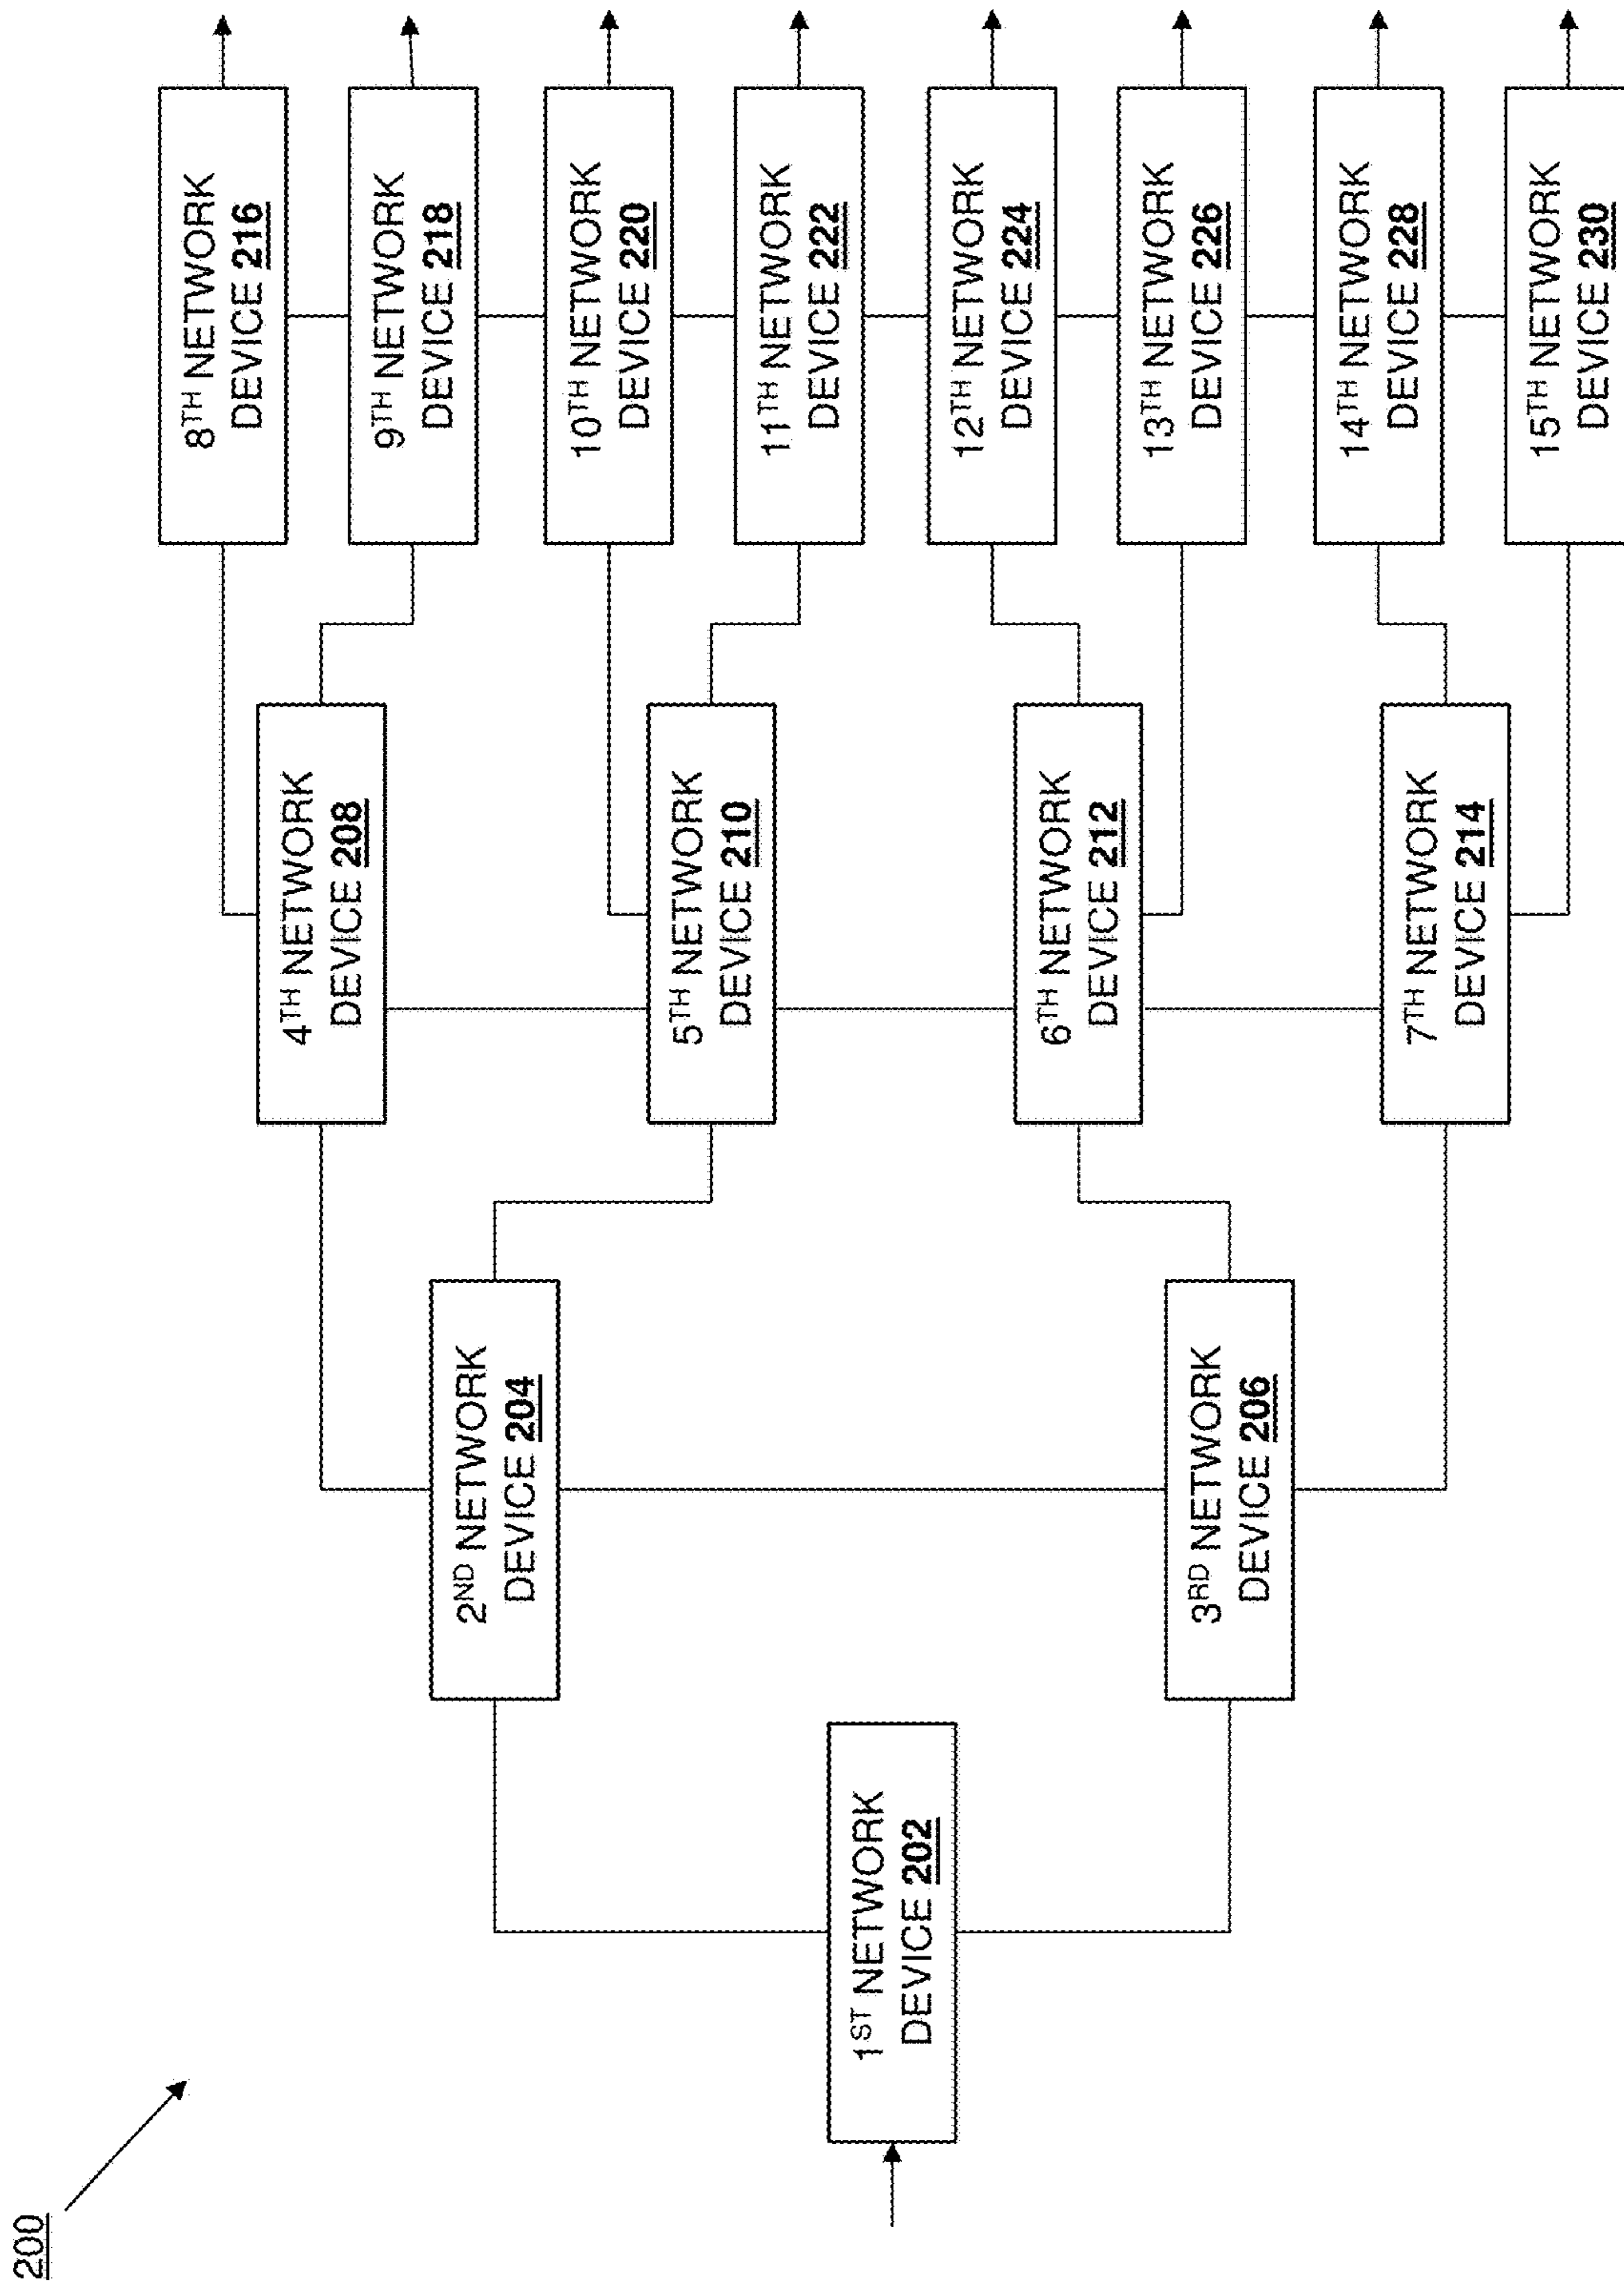 200
1ST NETWORK
DEVICE 202
2ND NETWORK
DEVICE 204
3RD NETWORK
DEVICE 206
4TH NETWORK
DEVICE 208
5TH NETWORK
DEVICE 210
6TH NETWORK
DEVICE 212
7TH NETWORK
DEVICE 214
8TH NETWORK
DEVICE 216
9TH NETWORK
DEVICE 218
10TH NETWORK
DEVICE 220
11TH NETWORK
DEVICE 222
12TH NETWORK
DEVICE 224
13TH NETWORK
DEVICE 226
14TH NETWORK
DEVICE 228
15TH NETWORK
DEVICE 230